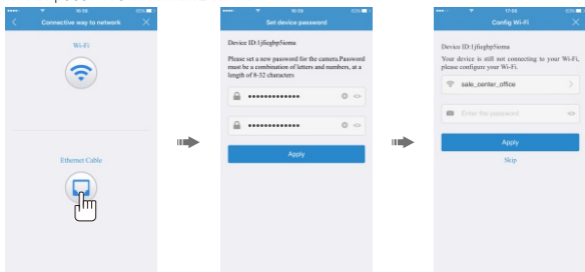 Connective way to network
Wi-Fi
Ethernet Cable
Set device password
Device ID:
Please set a new password for the camera.Password
must be a combination of letters and numbers, at a
length of 8-32 characters
Apply
Config Wi-Fi
Device ID:
Your device is still not connecting to your Wi-Fi,
please configure your Wi-Fi.
sale_center_office
Enter the password
Apply
Skip